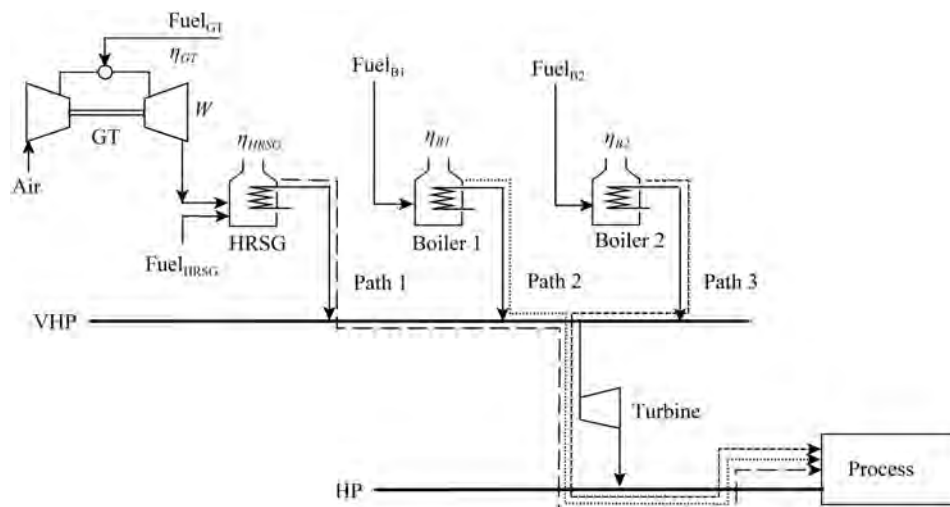 Fuel_GT
η_GT
W
GT
Air
η_HRSG
HRSG
Fuel_HRSG
Fuel_B1
η_B1
Boiler 1
Fuel_B2
η_B2
Boiler 2
Path 1
Path 2
Path 3
VHP
Turbine
Process
HP